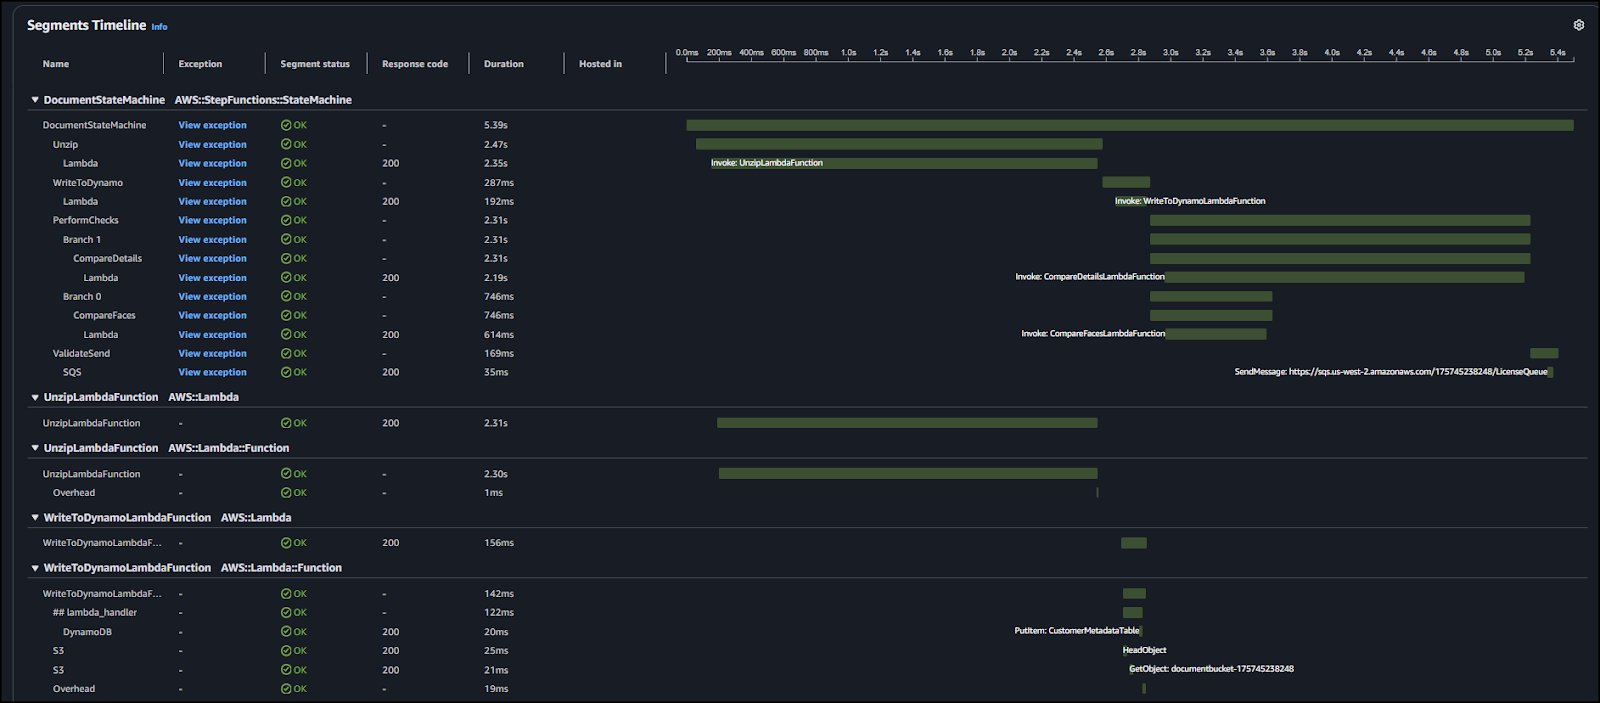 Segments Timeline Info
0.0ms 200ms 400ms 600ms 800ms 1.0s 1.2s 1.4s 1.6s 1.8s 2.0s 2.2s 2.4s 2.6s 2.8s 3.0s 3.2s 3.4s 3.6s 3.8s 4.0s 4.2s 4.4s 4.6s 4.8s 5.0s 5.2s 5.4s
Name Exception Segment status Response code Duration Hosted in
▼ DocumentStateMachine AWS::StepFunctions::StateMachine
DocumentStateMachine View exception OK - 5.39s
Unzip View exception OK - 2.47s
Lambda View exception OK 200 2.35s Invoke: UnzipLambdaFunction
WriteToDynamo View exception OK - 287ms
Lambda View exception OK 200 192ms Invoke: WriteToDynamoLambdaFunction
PerformChecks View exception OK - 2.31s
Branch 1 View exception OK - 2.31s
CompareDetails View exception OK - 2.31s
Lambda View exception OK 200 2.19s Invoke: CompareDetailsLambdaFunction
Branch 0 View exception OK - 746ms
CompareFaces View exception OK - 746ms
Lambda View exception OK 200 614ms Invoke: CompareFacesLambdaFunction
ValidateSend View exception OK - 169ms
SQS View exception OK 200 35ms SendMessage: https://sqs.us-west-2.amazonaws.com/175745238248/LicenseQueue
▼ UnzipLambdaFunction AWS::Lambda
UnzipLambdaFunction - OK 200 2.31s
▼ UnzipLambdaFunction AWS::Lambda::Function
UnzipLambdaFunction - OK - 2.30s
Overhead - OK - 1ms
▼ WriteToDynamoLambdaFunction AWS::Lambda
WriteToDynamoLambdaF... - OK 200 156ms
▼ WriteToDynamoLambdaFunction AWS::Lambda::Function
WriteToDynamoLambdaF... - OK - 142ms
## lambda_handler - OK - 122ms
DynamoDB - OK 200 20ms PutItem: CustomerMetadataTable
S3 - OK 200 25ms HeadObject
S3 - OK 200 21ms GetObject: documentbucket-175745238248
Overhead - OK - 19ms